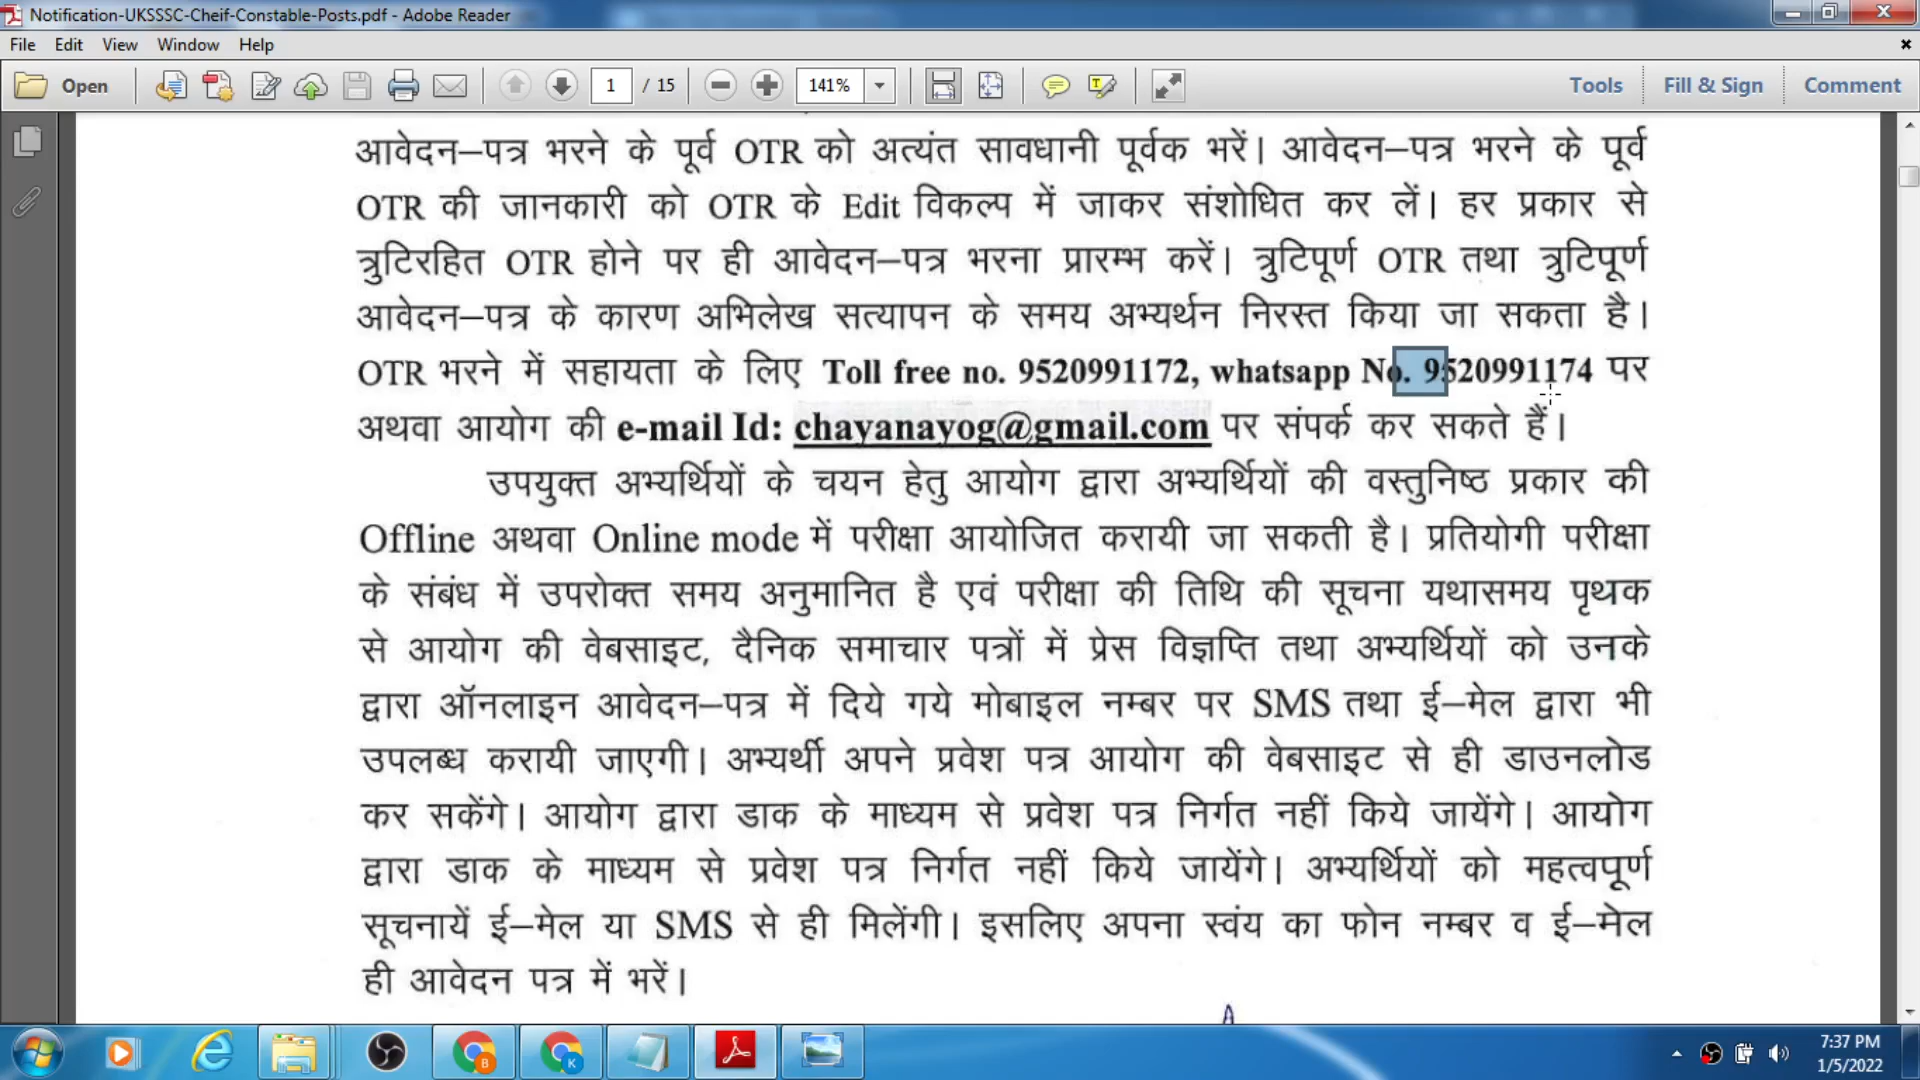 Notification-UKSSSC-Cheif-Constable-Posts.pdf - Adobe Reader
File Edit View Window Help
Open 1 / 15 141% Tools Fill & Sign Comment
आवेदन–पत्र भरने के पूर्व OTR को अत्यंत सावधानी पूर्वक भरें। आवेदन–पत्र भरने के पूर्व
OTR की जानकारी को OTR के Edit विकल्प में जाकर संशोधित कर लें। हर प्रकार से
त्रुटिरहित OTR होने पर ही आवेदन–पत्र भरना प्रारम्भ करें। त्रुटिपूर्ण OTR तथा त्रुटिपूर्ण
आवेदन–पत्र के कारण अभिलेख सत्यापन के समय अभ्यर्थन निरस्त किया जा सकता है।
OTR भरने में सहायता के लिए Toll free no. 9520991172, whatsapp No. 9520991174 पर
अथवा आयोग की e-mail Id: chayanayog@gmail.com पर संपर्क कर सकते हैं।
उपयुक्त अभ्यर्थियों के चयन हेतु आयोग द्वारा अभ्यर्थियों की वस्तुनिष्ठ प्रकार की
Offline अथवा Online mode में परीक्षा आयोजित करायी जा सकती है। प्रतियोगी परीक्षा
के संबंध में उपरोक्त समय अनुमानित है एवं परीक्षा की तिथि की सूचना यथासमय पृथक
से आयोग की वेबसाइट, दैनिक समाचार पत्रों में प्रेस विज्ञप्ति तथा अभ्यर्थियों को उनके
द्वारा ऑनलाइन आवेदन–पत्र में दिये गये मोबाइल नम्बर पर SMS तथा ई–मेल द्वारा भी
उपलब्ध करायी जाएगी। अभ्यर्थी अपने प्रवेश पत्र आयोग की वेबसाइट से ही डाउनलोड
कर सकेंगे। आयोग द्वारा डाक के माध्यम से प्रवेश पत्र निर्गत नहीं किये जायेंगे। आयोग
द्वारा डाक के माध्यम से प्रवेश पत्र निर्गत नहीं किये जायेंगे। अभ्यर्थियों को महत्वपूर्ण
सूचनायें ई–मेल या SMS से ही मिलेंगी। इसलिए अपना स्वंय का फोन नम्बर व ई–मेल
ही आवेदन पत्र में भरें।
7:37 PM
1/5/2022